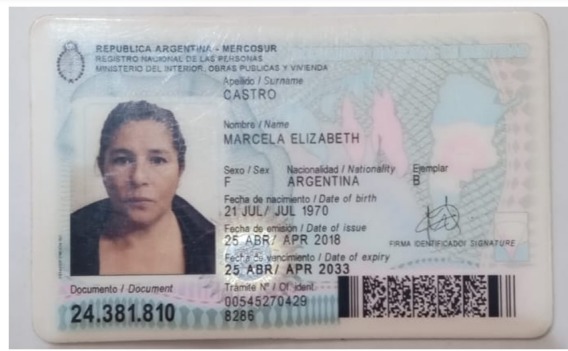 REPUBLICA ARGENTINA - MERCOSUR
REGISTRO NACIONAL DE LAS PERSONAS
MINISTERIO DEL INTERIOR, OBRAS PUBLICAS Y VIVIENDA
Apellido / Surname
CASTRO
Nombre / Name
MARCELA ELIZABETH
Sexo / Sex Nacionalidad / Nationality Ejemplar
F ARGENTINA B
Fecha de nacimiento / Date of birth
21 JUL/ JUL 1970
Fecha de emisión / Date of issue
25 ABR/ APR 2018
FIRMA IDENTIFICADO/ SIGNATURE
Fecha de vencimiento / Date of expiry
25 ABR/ APR 2033
Documento / Document
24.381.810
Trámite Nº / Of. ident.
00545270429
8286